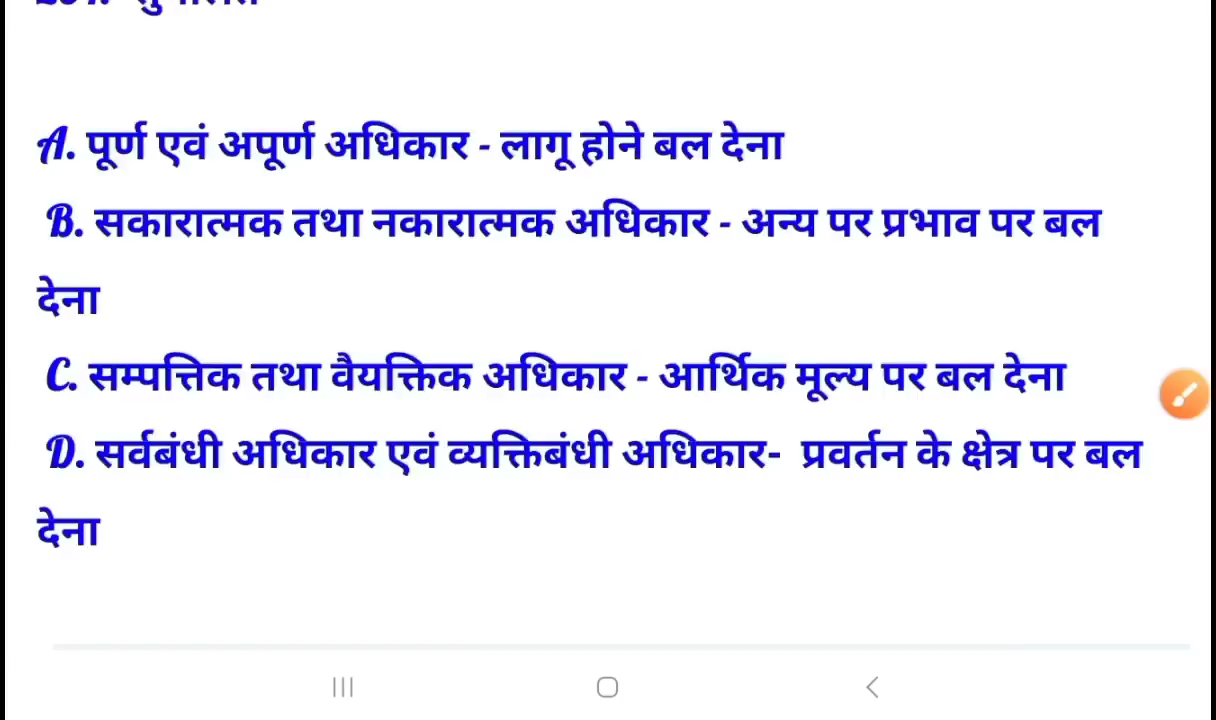 A. पूर्ण एवं अपूर्ण अधिकार - लागू होने बल देना
B. सकारात्मक तथा नकारात्मक अधिकार - अन्य पर प्रभाव पर बल
देना
C. सम्पत्तिक तथा वैयक्तिक अधिकार - आर्थिक मूल्य पर बल देना
D. सर्वबंधी अधिकार एवं व्यक्तिबंधी अधिकार- प्रवर्तन के क्षेत्र पर बल
देना